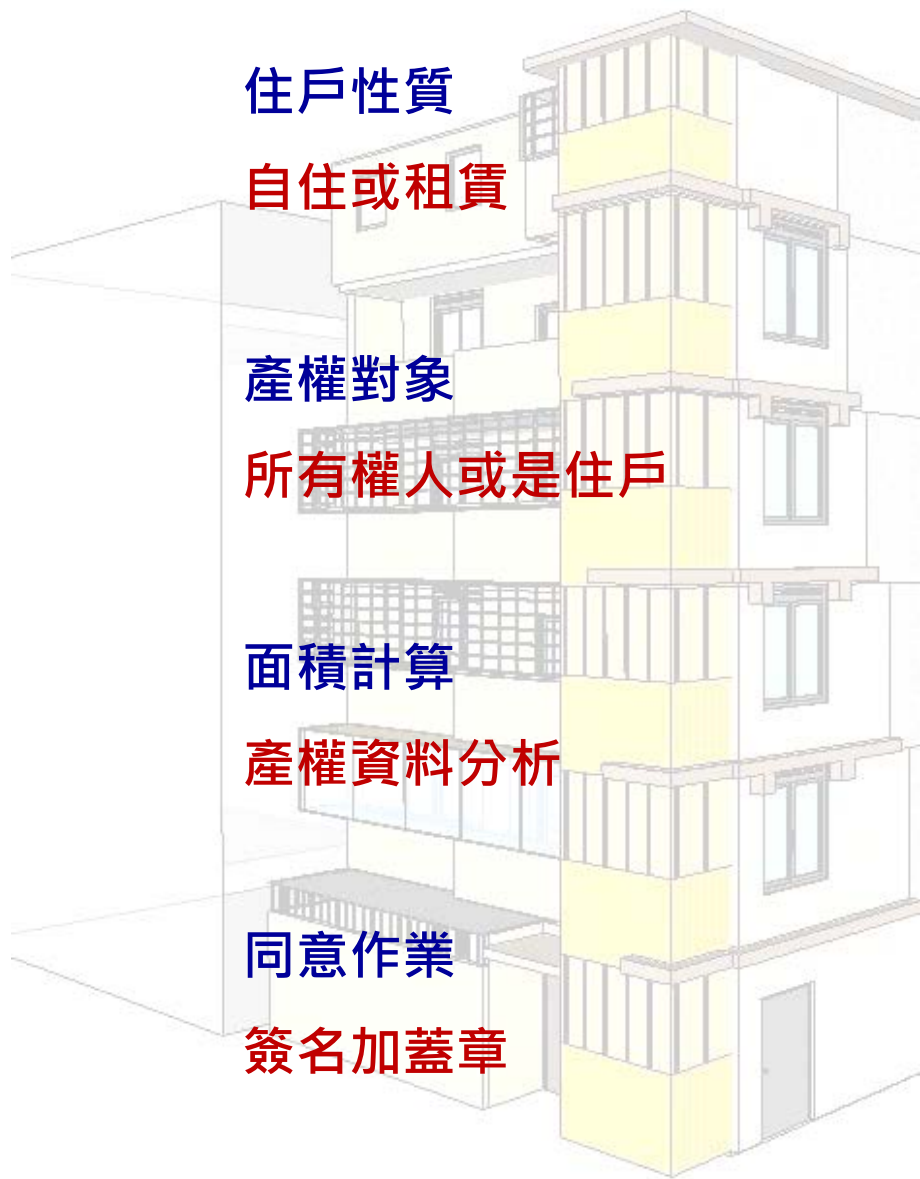 住戶性質
自住或租賃
產權對象
所有權人或是住戶
面積計算
產權資料分析
同意作業
簽名加蓋章